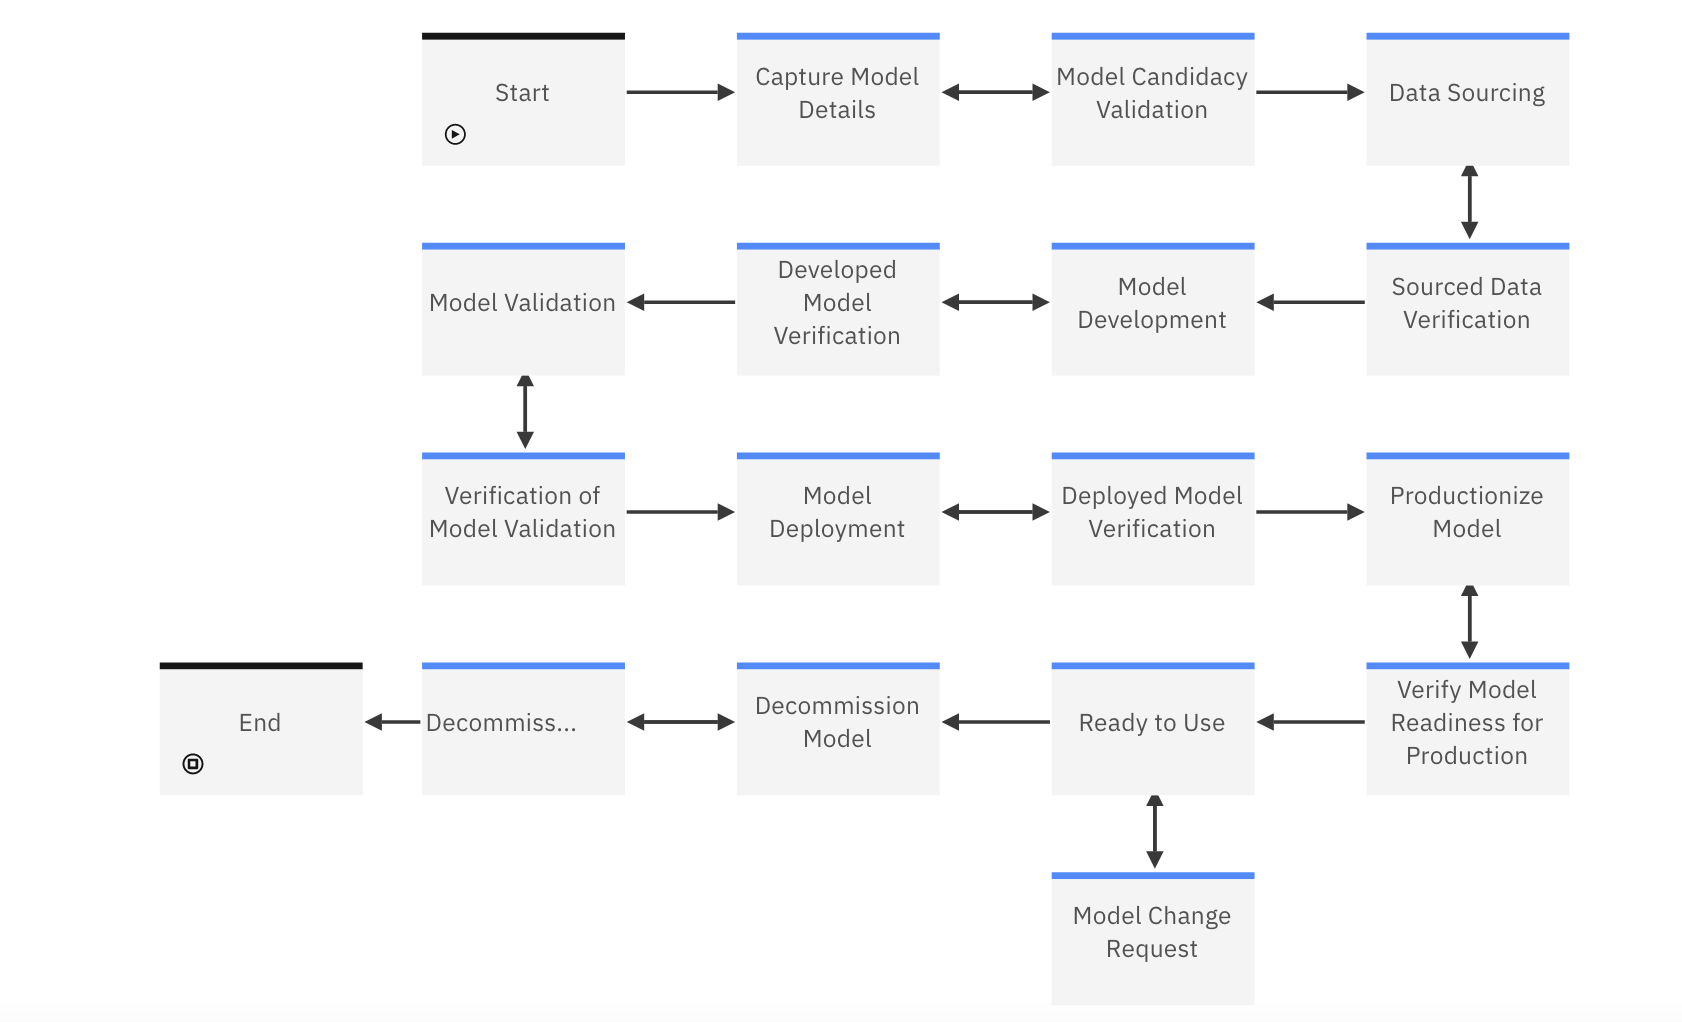 Start
Capture Model
Details
Model Candidacy
Validation
Data Sourcing
Model Validation
Developed
Model
Verification
Model
Development
Sourced Data
Verification
Verification of
Model Validation
Model
Deployment
Deployed Model
Verification
Productionize
Model
End
Decommiss...
Decommission
Model
Ready to Use
Verify Model
Readiness for
Production
Model Change
Request